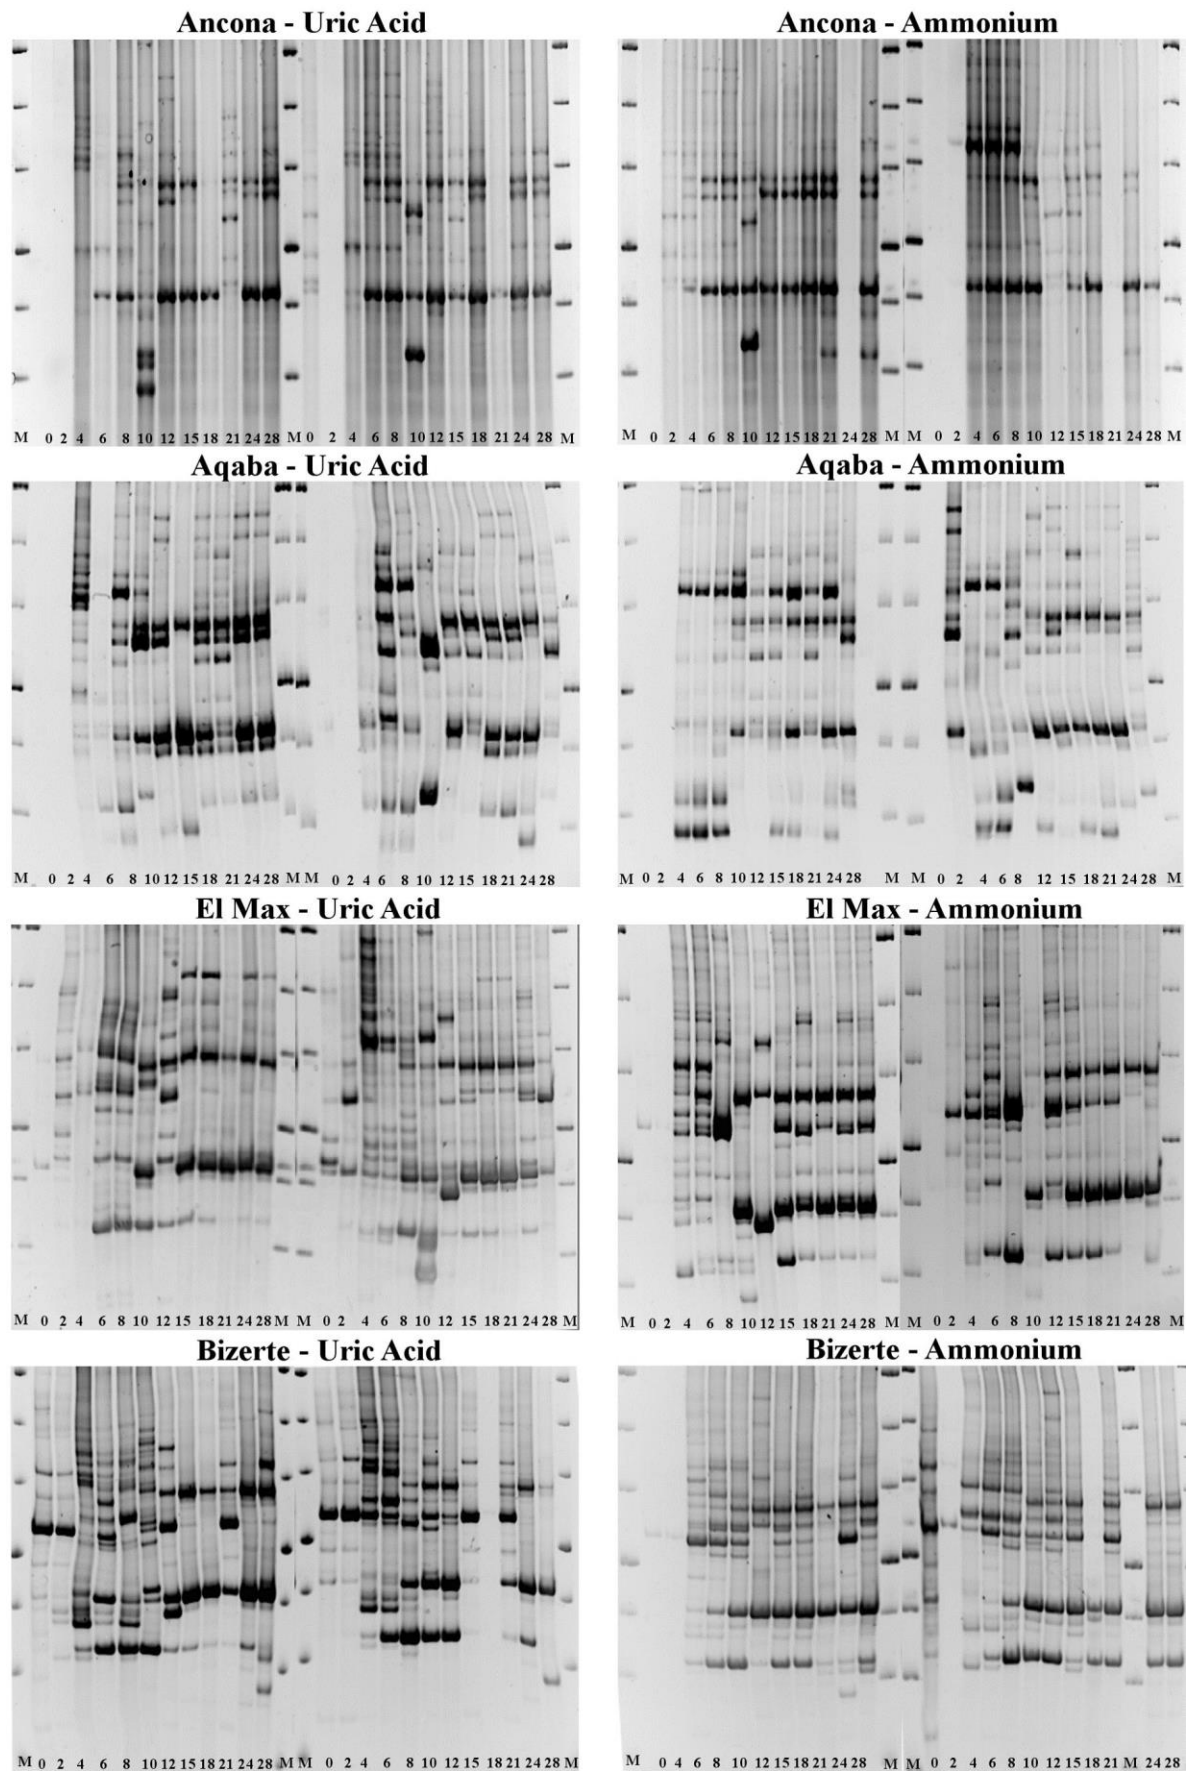 Ancona - Uric Acid
Ancona - Ammonium
M 0 2 4 6 8 10 12 15 18 21 24 28 M 0 2 4 6 8 10 12 15 18 21 24 28 M
M 0 2 4 6 8 10 12 15 18 21 24 28 M M 0 2 4 6 8 10 12 15 18 21 24 28 M
Aqaba - Uric Acid
Aqaba - Ammonium
M 0 2 4 6 8 10 12 15 18 21 24 28 M M 0 2 4 6 8 10 12 15 18 21 24 28 M
M 0 2 4 6 8 10 12 15 18 21 24 28 M M 0 2 4 6 8 12 15 18 21 24 28 M
El Max - Uric Acid
El Max - Ammonium
M 0 2 4 6 8 10 12 15 18 21 24 28 M M 0 2 4 6 8 10 12 15 18 21 24 28 M
M 0 2 4 6 8 10 12 15 18 21 24 28 M M 0 2 4 6 8 10 12 15 18 21 24 28 M
Bizerte - Uric Acid
Bizerte - Ammonium
M 0 2 4 6 8 10 12 15 18 21 24 28 M M 0 2 4 6 8 10 12 15 18 21 24 28 M
M 0 4 6 8 10 12 15 18 21 24 28 M M 0 2 4 6 8 10 12 15 18 21 M 24 28